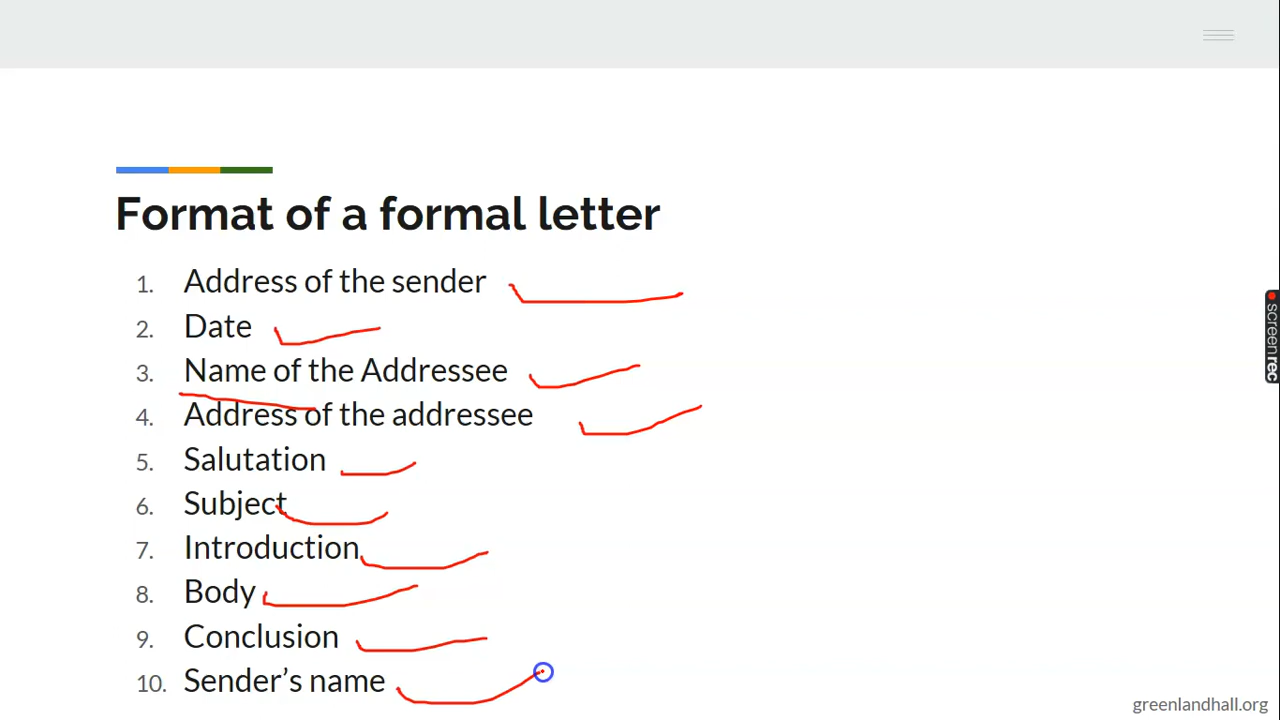 Format of a formal letter
1. Address of the sender
2. Date
3. Name of the Addressee
4. Address of the addressee
5. Salutation
6. Subject
7. Introduction
8. Body
9. Conclusion
10. Sender's name
screenrec
greenlandhall.org